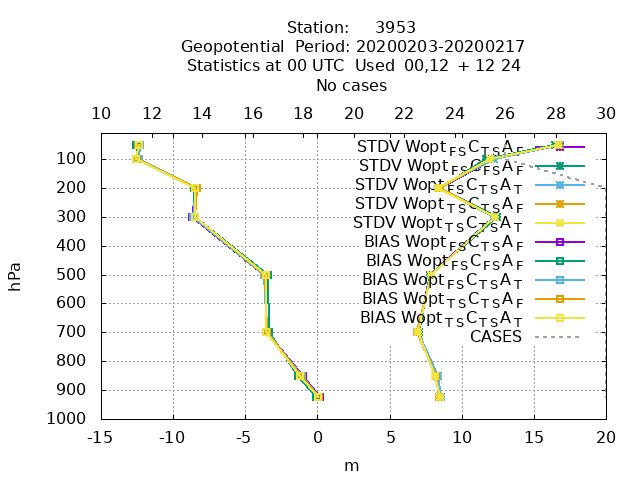 Station: 3953
Geopotential Period: 20200203-20200217
Statistics at 00 UTC Used 00,12 + 12 24
No cases
10 12 14 16 18 20 22 24 26 28 30
STDV Wopt_FS C_TS A_F
STDV Wopt_FS C_FS A_F
STDV Wopt_FS C_TS A_T
STDV Wopt_TS C_TS A_F
STDV Wopt_TS C_TS A_T
BIAS Wopt_FS C_TS A_F
BIAS Wopt_FS C_FS A_F
BIAS Wopt_FS C_TS A_T
BIAS Wopt_TS C_TS A_F
BIAS Wopt_TS C_TS A_T
CASES
100
200
300
400
500
600
700
800
900
1000
hPa
-15 -10 -5 0 5 10 15 20
m